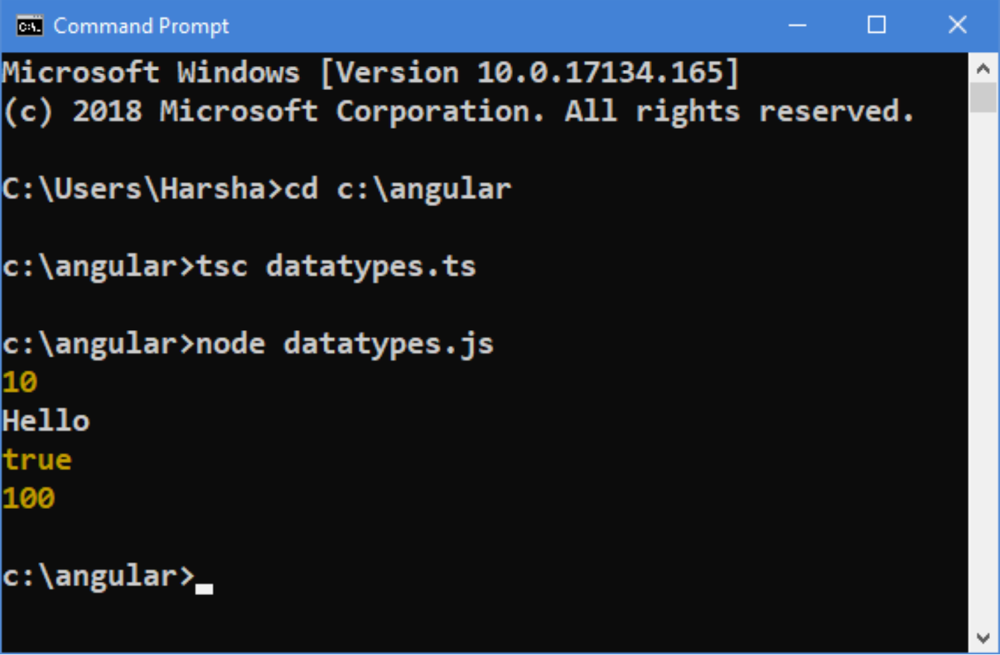 Command Prompt
Microsoft Windows [Version 10.0.17134.165]
(c) 2018 Microsoft Corporation. All rights reserved.
C:\Users\Harsha>cd c:\angular
c:\angular>tsc datatypes.ts
c:\angular>node datatypes.js
10
Hello
true
100
c:\angular>